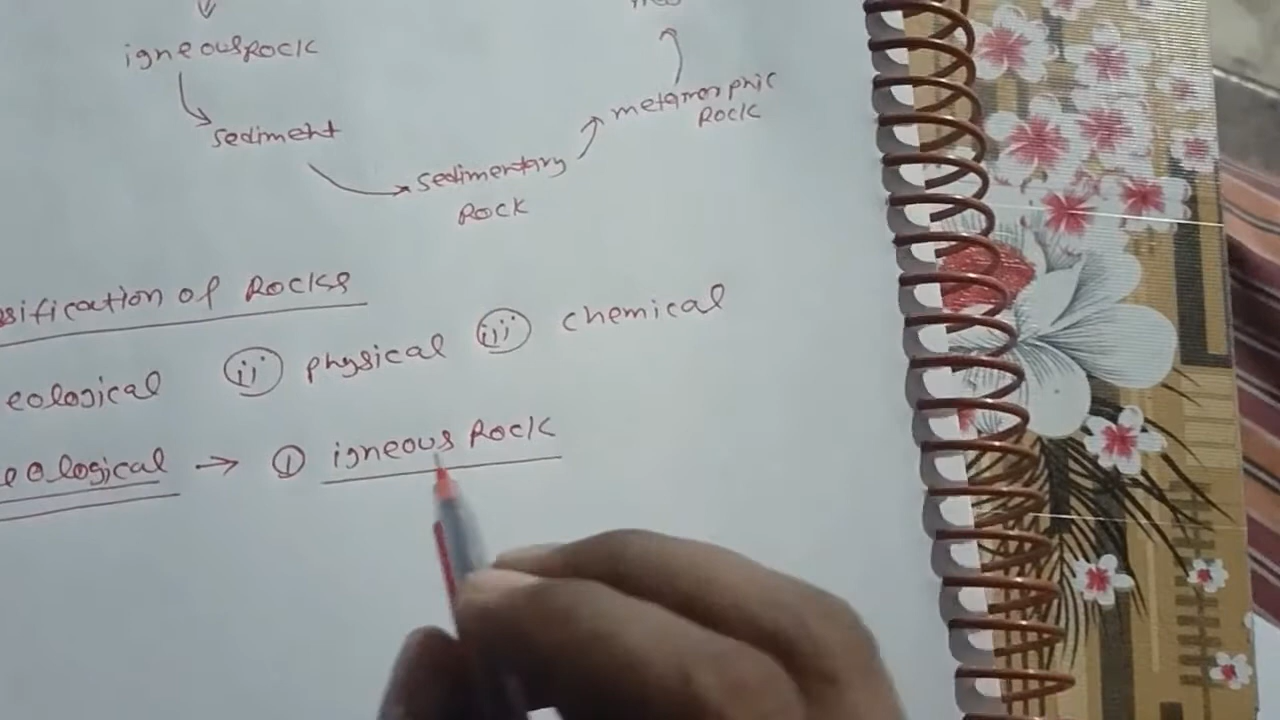 igneous Rock
sediment
metamorphic
Rock
sedimentary
Rock
sification of Rocks
eological (ii) physical (iii) chemical
eological → (1) igneous Rock